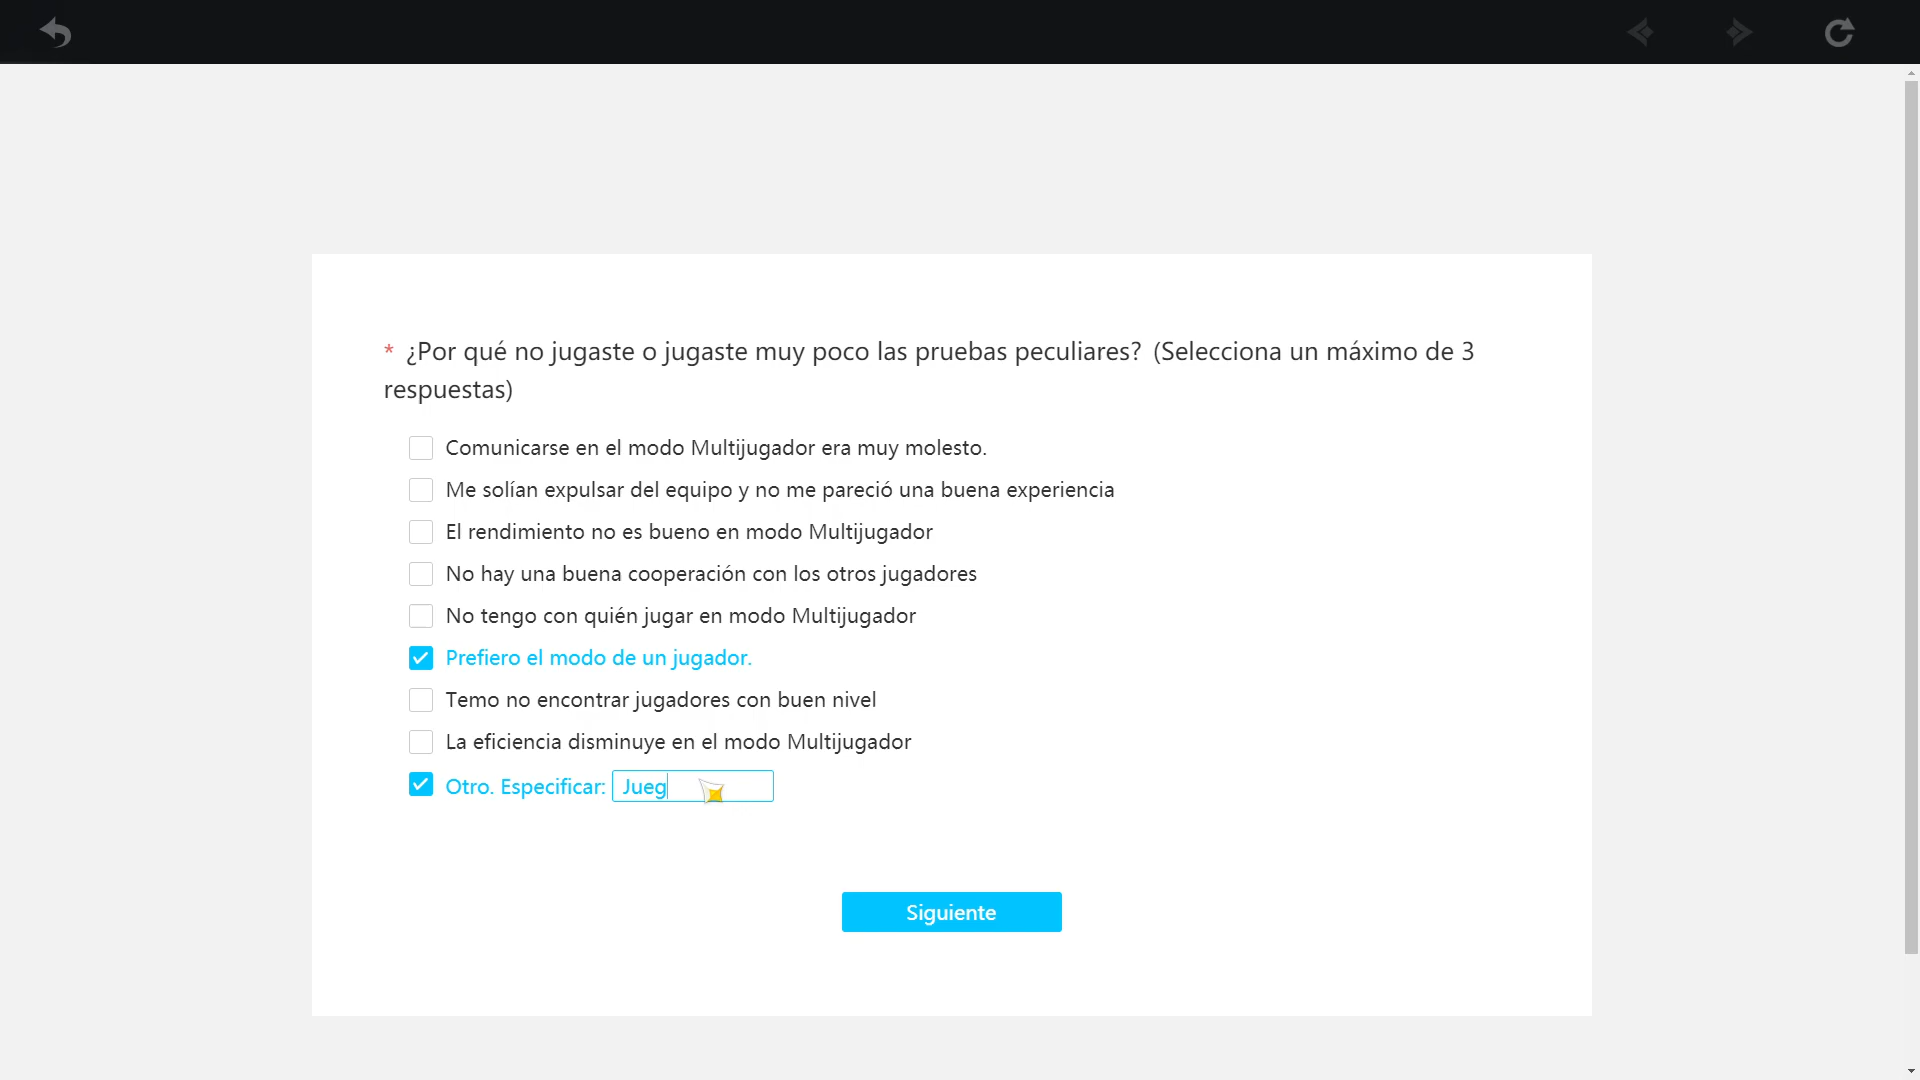 * ¿Por qué no jugaste o jugaste muy poco las pruebas peculiares? (Selecciona un máximo de 3
respuestas)
Comunicarse en el modo Multijugador era muy molesto.
Me solían expulsar del equipo y no me pareció una buena experiencia
El rendimiento no es bueno en modo Multijugador
No hay una buena cooperación con los otros jugadores
No tengo con quién jugar en modo Multijugador
Prefiero el modo de un jugador.
Temo no encontrar jugadores con buen nivel
La eficiencia disminuye en el modo Multijugador
Otro. Especificar: Jueg
Siguiente